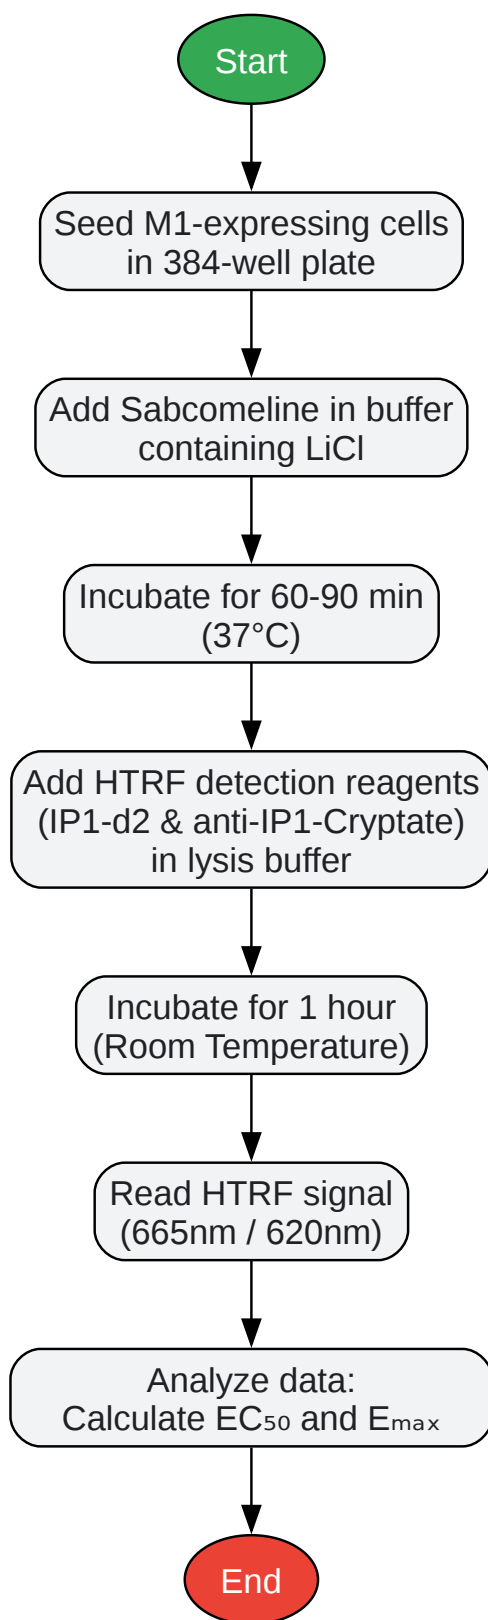 Start
Seed M1-expressing cells
in 384-well plate
Add Sabcomeline in buffer
containing LiCl
Incubate for 60-90 min
(37°C)
Add HTRF detection reagents
(IP1-d2 & anti-IP1-Cryptate)
in lysis buffer
Incubate for 1 hour
(Room Temperature)
Read HTRF signal
(665nm / 620nm)
Analyze data:
Calculate EC₅₀ and Eₘₐₓ
End